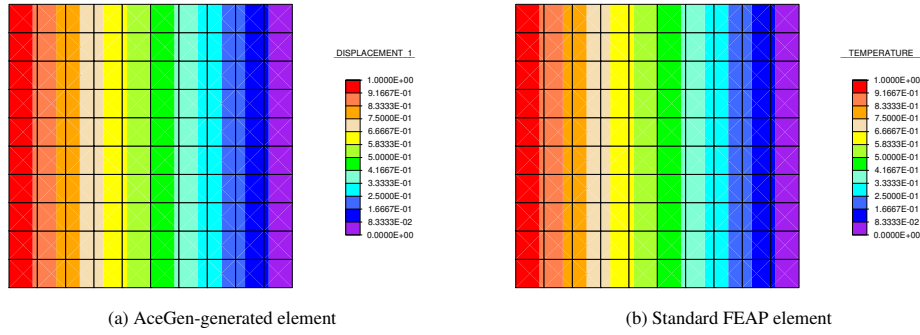 DISPLACEMENT 1
1.0000E+00
9.1667E-01
8.3333E-01
7.5000E-01
6.6667E-01
5.8333E-01
5.0000E-01
4.1667E-01
3.3333E-01
2.5000E-01
1.6667E-01
8.3333E-02
0.0000E+00
(a) AceGen-generated element
TEMPERATURE
1.0000E+00
9.1667E-01
8.3333E-01
7.5000E-01
6.6667E-01
5.8333E-01
5.0000E-01
4.1667E-01
3.3333E-01
2.5000E-01
1.6667E-01
8.3333E-02
0.0000E+00
(b) Standard FEAP element